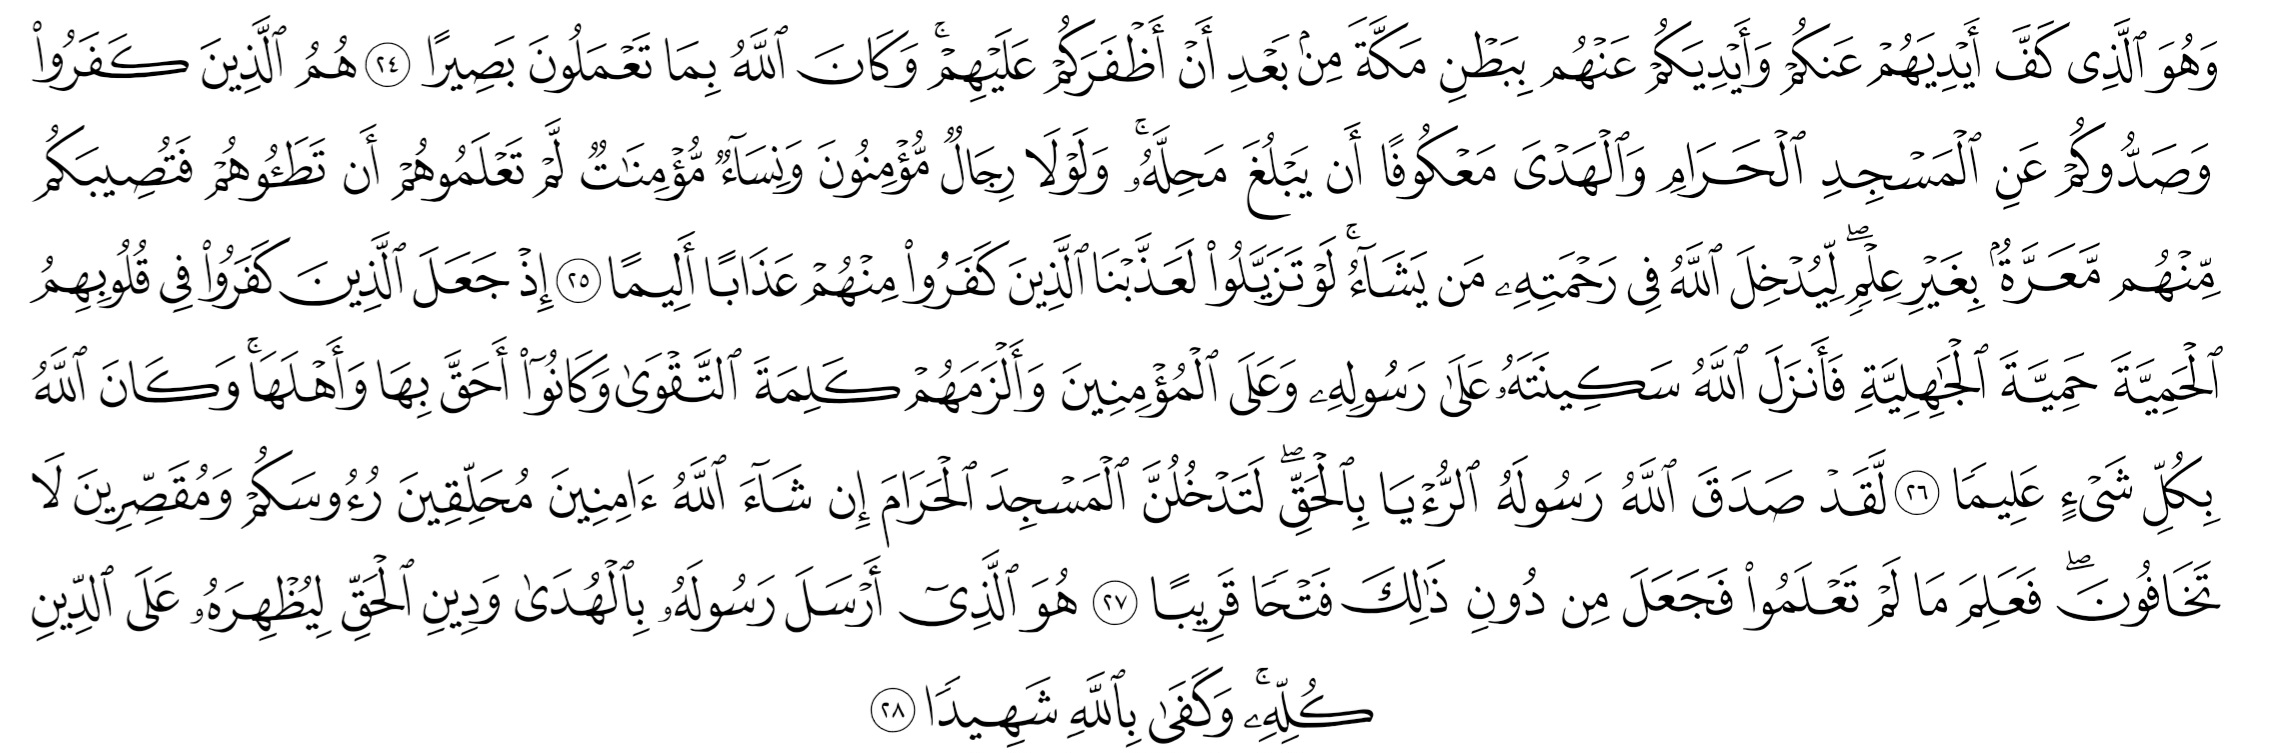 وَهُوَ ٱلَّذِى كَفَّ أَيْدِيَهُمْ عَنكُمْ وَأَيْدِيَكُمْ عَنْهُم بِبَطْنِ مَكَّةَ مِنۢ بَعْدِ أَنْ أَظْفَرَكُمْ عَلَيْهِمْ ۚ وَكَانَ ٱللَّهُ بِمَا تَعْمَلُونَ بَصِيرًا ٢٤ هُمُ ٱلَّذِينَ كَفَرُوا۟
وَصَدُّوكُمْ عَنِ ٱلْمَسْجِدِ ٱلْحَرَامِ وَٱلْهَدْىَ مَعْكُوفًا أَن يَبْلُغَ مَحِلَّهُۥ ۚ وَلَوْلَا رِجَالٌ مُّؤْمِنُونَ وَنِسَآءٌ مُّؤْمِنَـٰتٌ لَّمْ تَعْلَمُوهُمْ أَن تَطَـُٔوهُمْ فَتُصِيبَكُم
مِّنْهُم مَّعَرَّةٌۢ بِغَيْرِ عِلْمٍ ۖ لِّيُدْخِلَ ٱللَّهُ فِى رَحْمَتِهِۦ مَن يَشَآءُ ۚ لَوْ تَزَيَّلُوا۟ لَعَذَّبْنَا ٱلَّذِينَ كَفَرُوا۟ مِنْهُمْ عَذَابًا أَلِيمًا ٢٥ إِذْ جَعَلَ ٱلَّذِينَ كَفَرُوا۟ فِى قُلُوبِهِمُ
ٱلْحَمِيَّةَ حَمِيَّةَ ٱلْجَـٰهِلِيَّةِ فَأَنزَلَ ٱللَّهُ سَكِينَتَهُۥ عَلَىٰ رَسُولِهِۦ وَعَلَى ٱلْمُؤْمِنِينَ وَأَلْزَمَهُمْ كَلِمَةَ ٱلتَّقْوَىٰ وَكَانُوٓا۟ أَحَقَّ بِهَا وَأَهْلَهَا ۚ وَكَانَ ٱللَّهُ
بِكُلِّ شَىْءٍ عَلِيمًا ٢٦ لَّقَدْ صَدَقَ ٱللَّهُ رَسُولَهُ ٱلرُّءْيَا بِٱلْحَقِّ ۖ لَتَدْخُلُنَّ ٱلْمَسْجِدَ ٱلْحَرَامَ إِن شَآءَ ٱللَّهُ ءَامِنِينَ مُحَلِّقِينَ رُءُوسَكُمْ وَمُقَصِّرِينَ لَا
تَخَافُونَ ۖ فَعَلِمَ مَا لَمْ تَعْلَمُوا۟ فَجَعَلَ مِن دُونِ ذَٰلِكَ فَتْحًا قَرِيبًا ٢٧ هُوَ ٱلَّذِىٓ أَرْسَلَ رَسُولَهُۥ بِٱلْهُدَىٰ وَدِينِ ٱلْحَقِّ لِيُظْهِرَهُۥ عَلَى ٱلدِّينِ
كُلِّهِۦ ۚ وَكَفَىٰ بِٱللَّهِ شَهِيدًا ٢٨